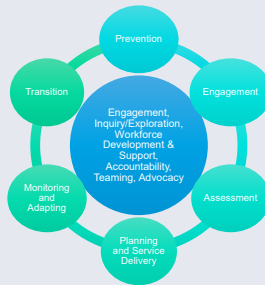 Prevention
Engagement
Assessment
Planning
and Service
Delivery
Monitoring
and
Adapting
Transition
Engagement,
Inquiry/Exploration,
Workforce
Development &
Support,
Accountability,
Teaming, Advocacy